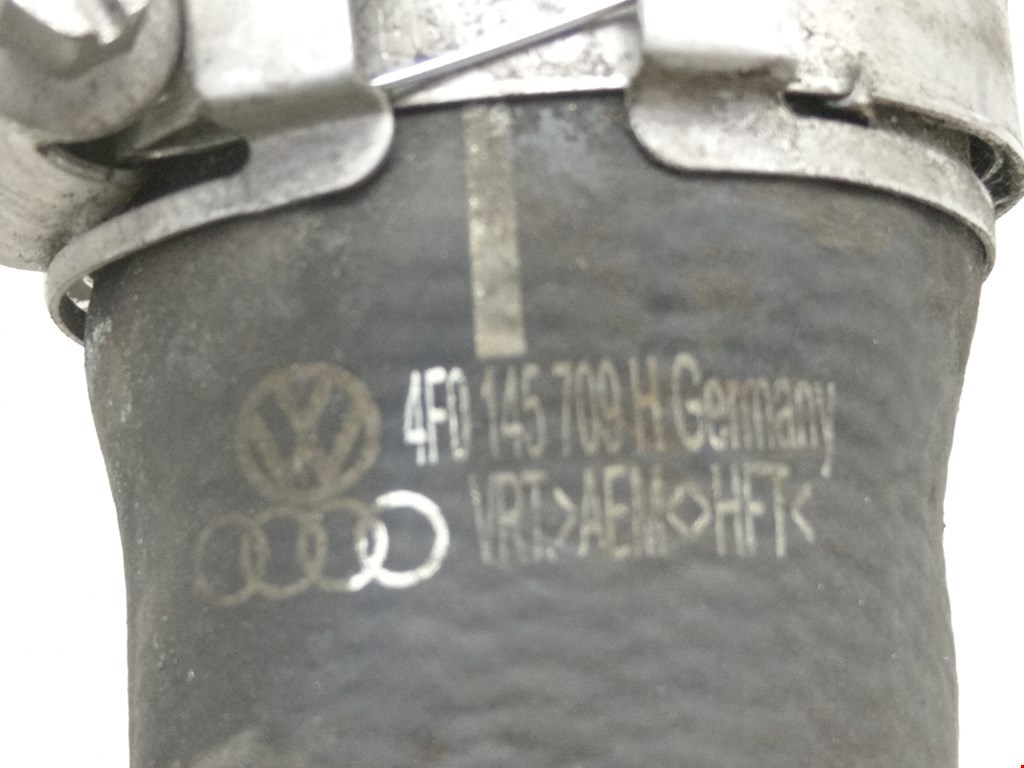 4F0 145 709 H Germany
VRT.>AEM<>HFT<